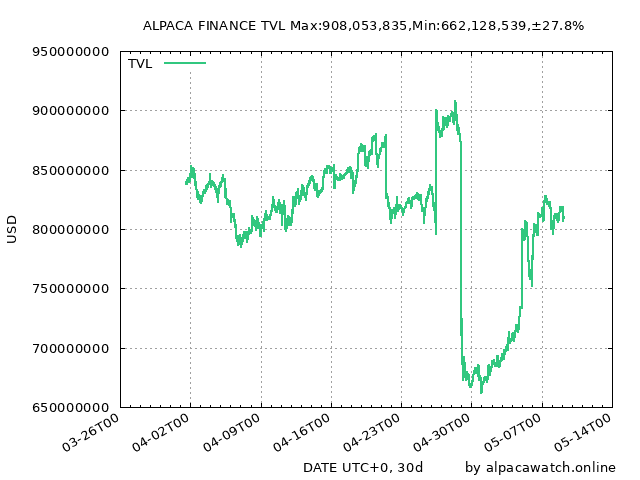 ALPACA FINANCE TVL Max:908,053,835,Min:662,128,539,±27.8%
950000000
TVL
900000000
850000000
800000000
750000000
700000000
650000000
USD
03-26T00
04-02T00
04-09T00
04-16T00
04-23T00
04-30T00
05-07T00
05-14T00
DATE UTC+0, 30d
by alpacawatch.online